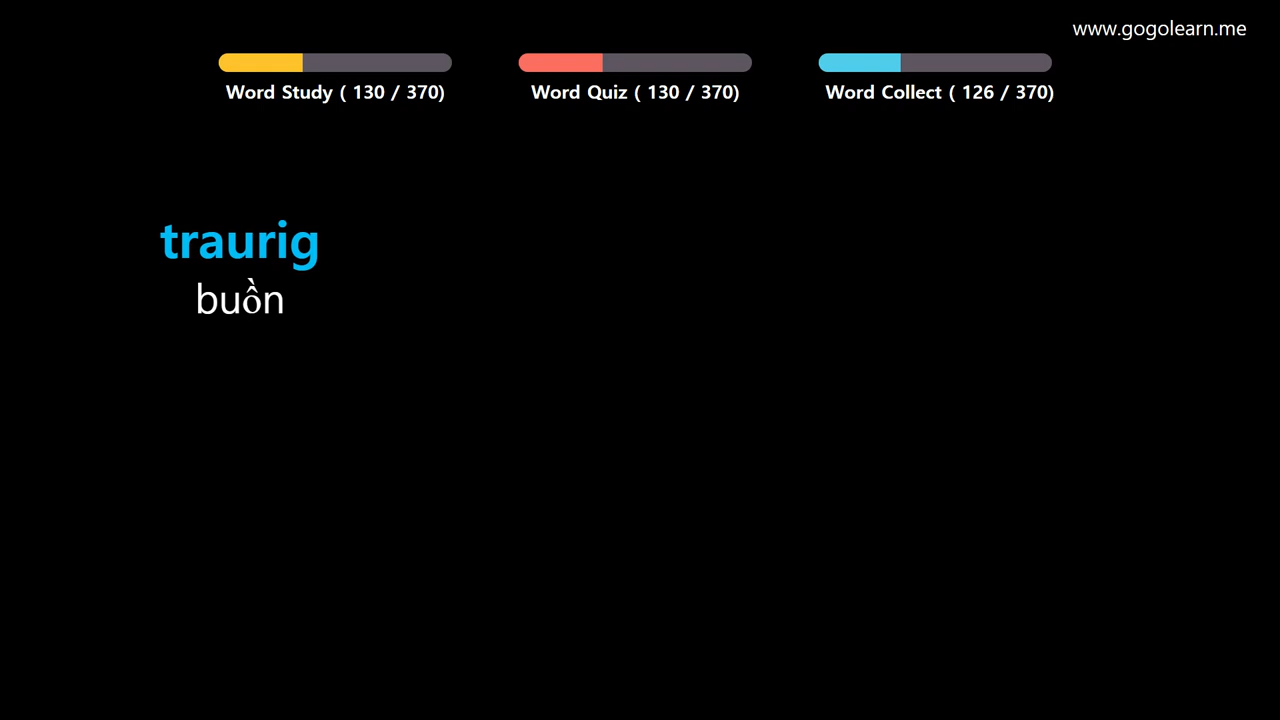 www.gogolearn.me
Word Study ( 130 / 370)
Word Quiz ( 130 / 370)
Word Collect ( 126 / 370)
traurig
buồn